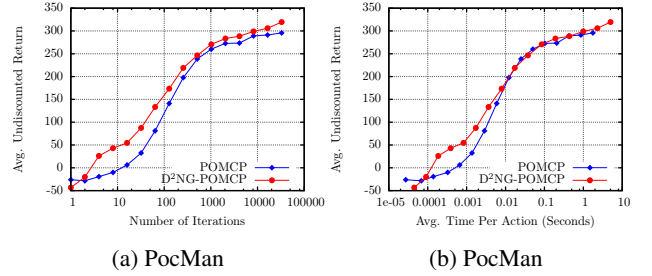 350
300
250
200
150
100
50
0
-50
Avg. Undiscounted Return
POMCP
D²NG-POMCP
1 10 100 1000 10000 100000
Number of Iterations
(a) PocMan
350
300
250
200
150
100
50
0
-50
Avg. Undiscounted Return
POMCP
D²NG-POMCP
1e-05 0.0001 0.001 0.01 0.1 1 10
Avg. Time Per Action (Seconds)
(b) PocMan